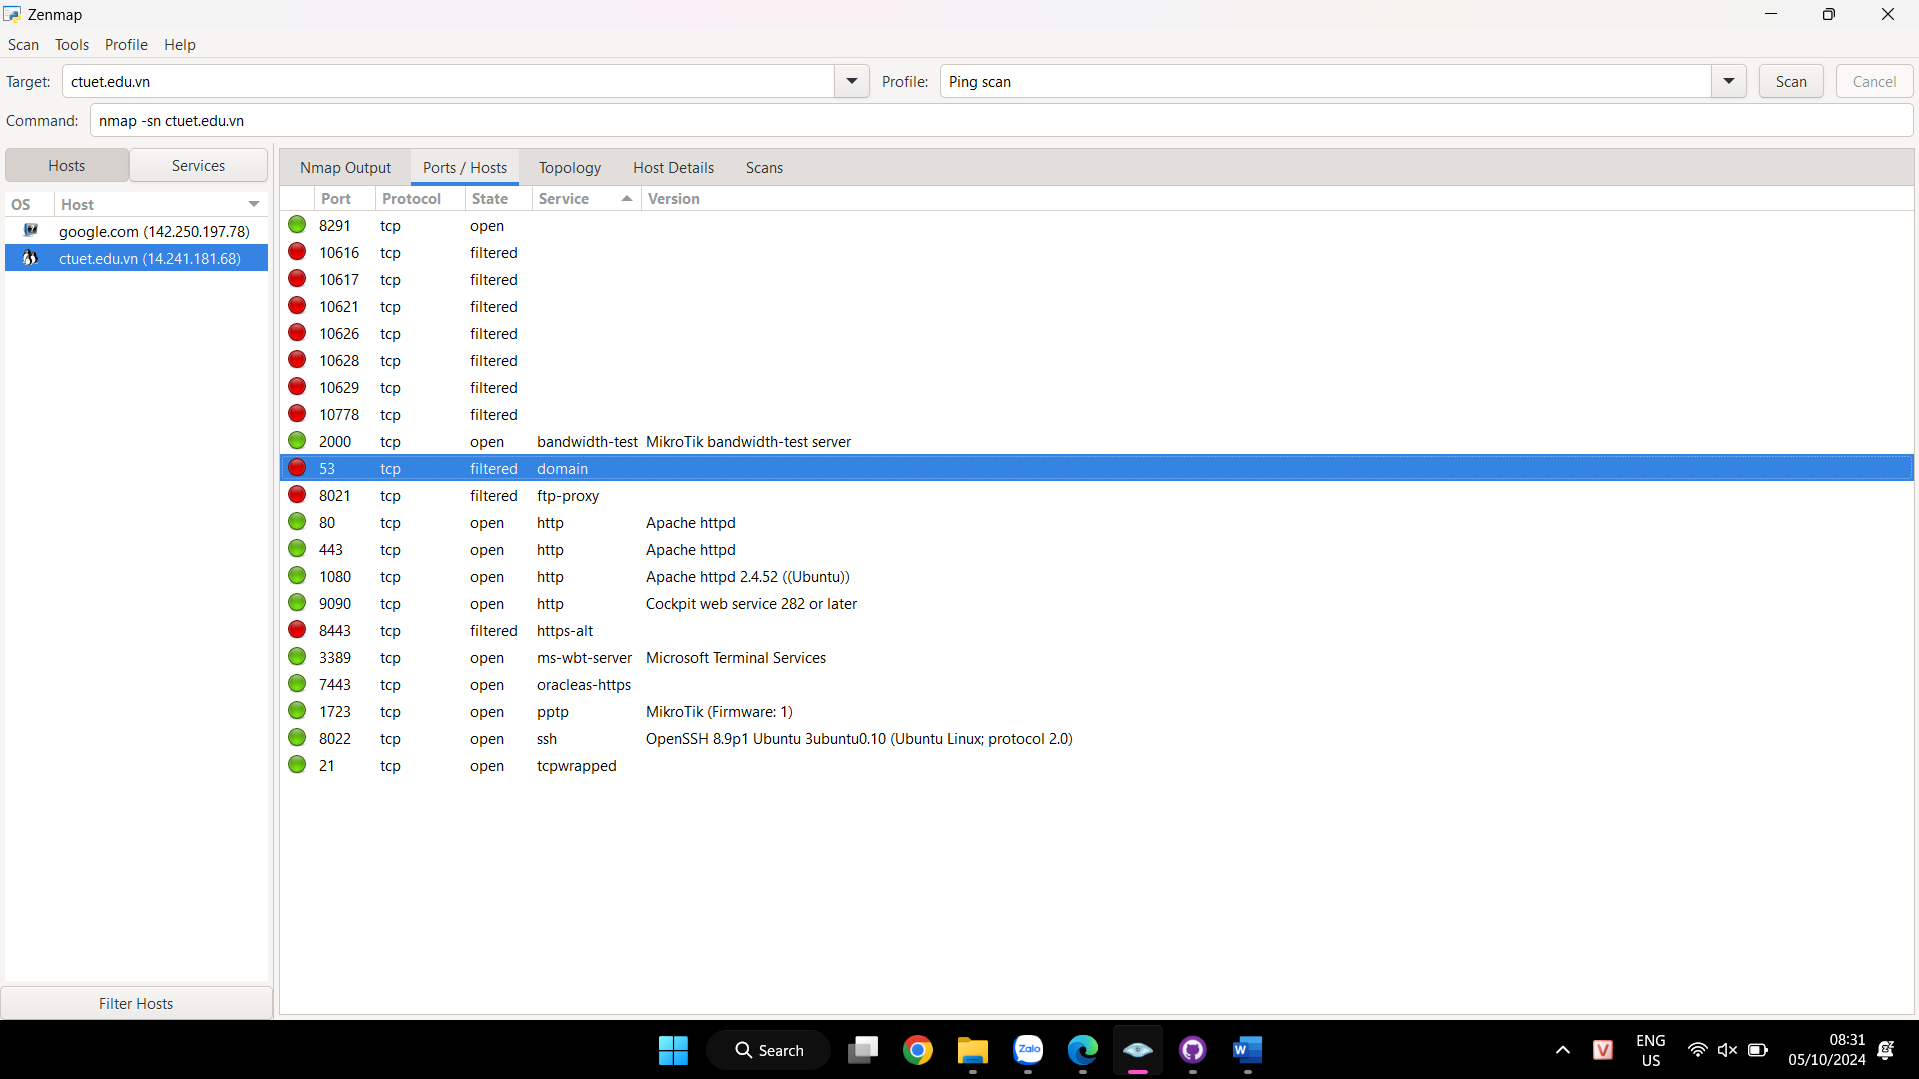 Zenmap
Scan Tools Profile Help
Target: ctuet.edu.vn Profile: Ping scan Scan Cancel
Command: nmap -sn ctuet.edu.vn
Hosts Services
Nmap Output Ports / Hosts Topology Host Details Scans
OS Host
google.com (142.250.197.78)
ctuet.edu.vn (14.241.181.68)
Port Protocol State Service Version
8291 tcp open
10616 tcp filtered
10617 tcp filtered
10621 tcp filtered
10626 tcp filtered
10628 tcp filtered
10629 tcp filtered
10778 tcp filtered
2000 tcp open bandwidth-test MikroTik bandwidth-test server
53 tcp filtered domain
8021 tcp filtered ftp-proxy
80 tcp open http Apache httpd
443 tcp open http Apache httpd
1080 tcp open http Apache httpd 2.4.52 ((Ubuntu))
9090 tcp open http Cockpit web service 282 or later
8443 tcp filtered https-alt
3389 tcp open ms-wbt-server Microsoft Terminal Services
7443 tcp open oracleas-https
1723 tcp open pptp MikroTik (Firmware: 1)
8022 tcp open ssh OpenSSH 8.9p1 Ubuntu 3ubuntu0.10 (Ubuntu Linux; protocol 2.0)
21 tcp open tcpwrapped
Filter Hosts
Search
Zalo
W
V
ENG
US
08:31
05/10/2024